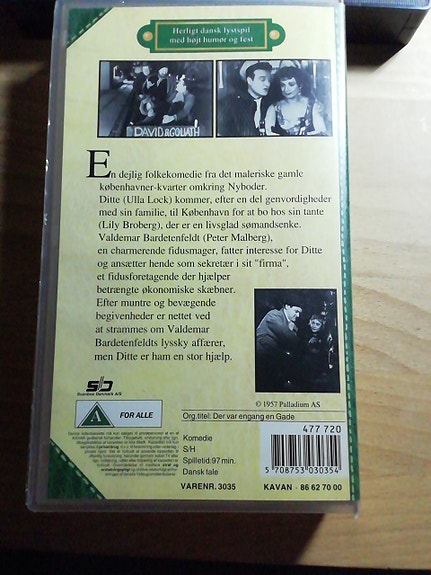 Herligt dansk lystspil
med højt humør og fest
DAVID & GOLIATH
En dejlig folkekomedie fra det maleriske gamle
københavner-kvarter omkring Nyboder.
Ditte (Ulla Lock) kommer, efter en del genvordigheder
med sin familie, til København for at bo hos sin tante
(Lily Broberg), der er en livsglad sømandsenke.
Valdemar Bardetenfeldt (Peter Malberg),
en charmerende fidusmager, fatter interesse for Ditte
og ansætter hende som sekretær i sit "firma",
et fidusforetagende der hjælper
betrængte økonomiske skæbner.
Efter muntre og bevægende
begivenheder er nettet ved
at strammes om Valdemar
Bardetenfeldts lyssky affærer,
men Ditte er ham en stor hjælp.
© 1957 Palladium AS
Scanbox Danmark A/S
A
FOR ALLE
Org.titel: Der var engang en Gade
477 720
Komedie
S/H
Spilletid: 97 min.
Dansk tale
5 708753 030354
VARENR. 3035
KAVAN - 86 62 70 00